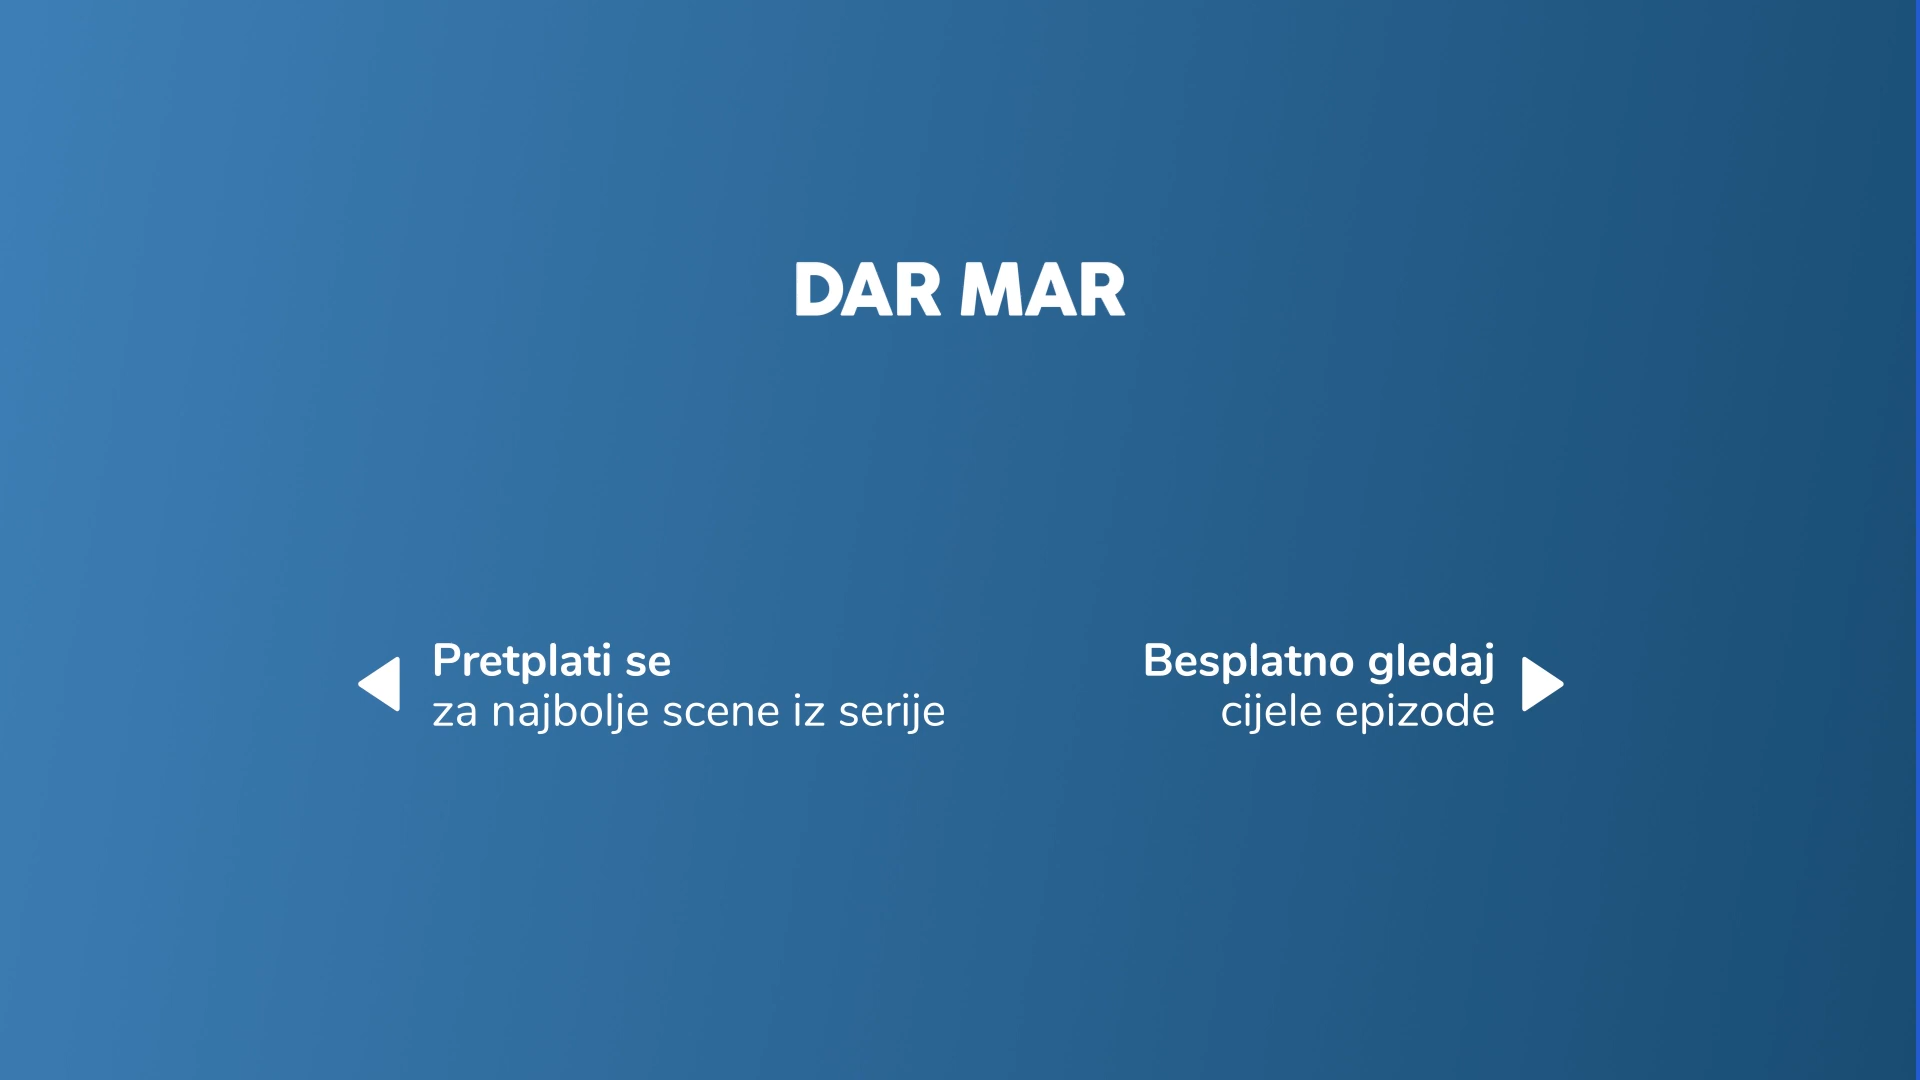 DAR MAR
Pretplati se
za najbolje scene iz serije
Besplatno gledaj
cijele epizode